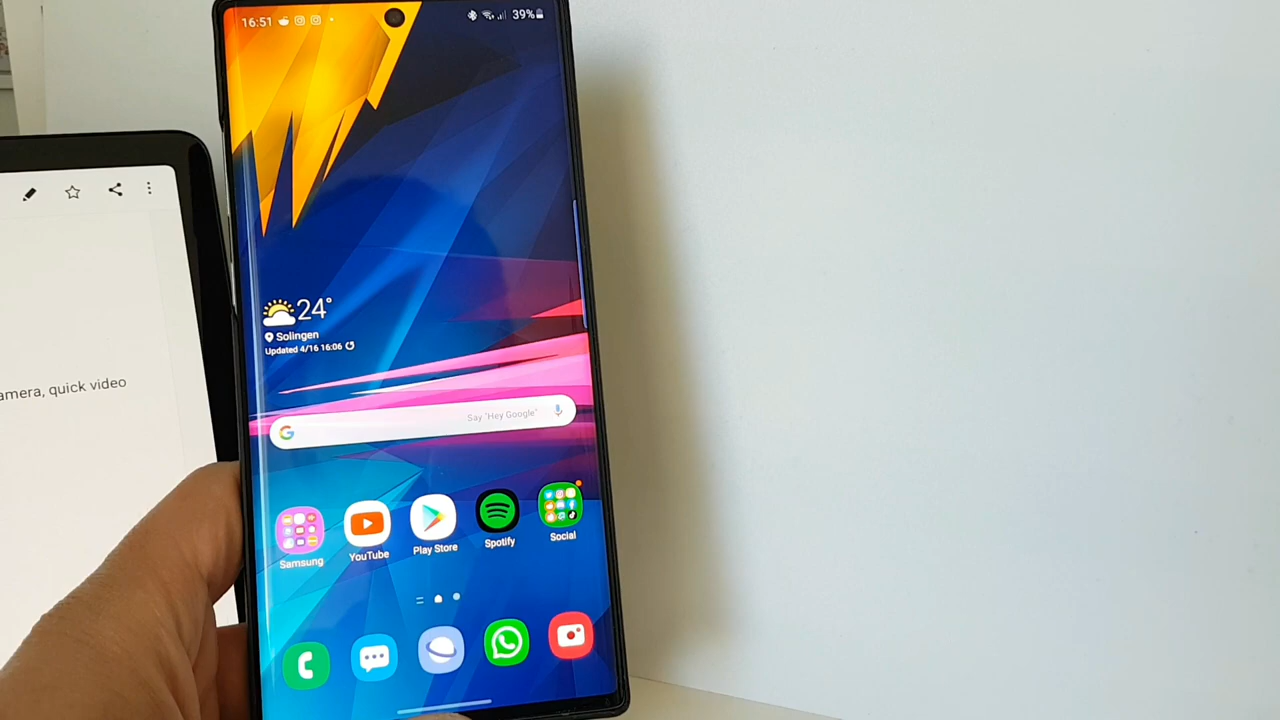 16:51
39%
amera, quick video
24°
Solingen
Updated 4/16 16:06
Say "Hey Google"
Samsung
YouTube
Play Store
Spotify
Social